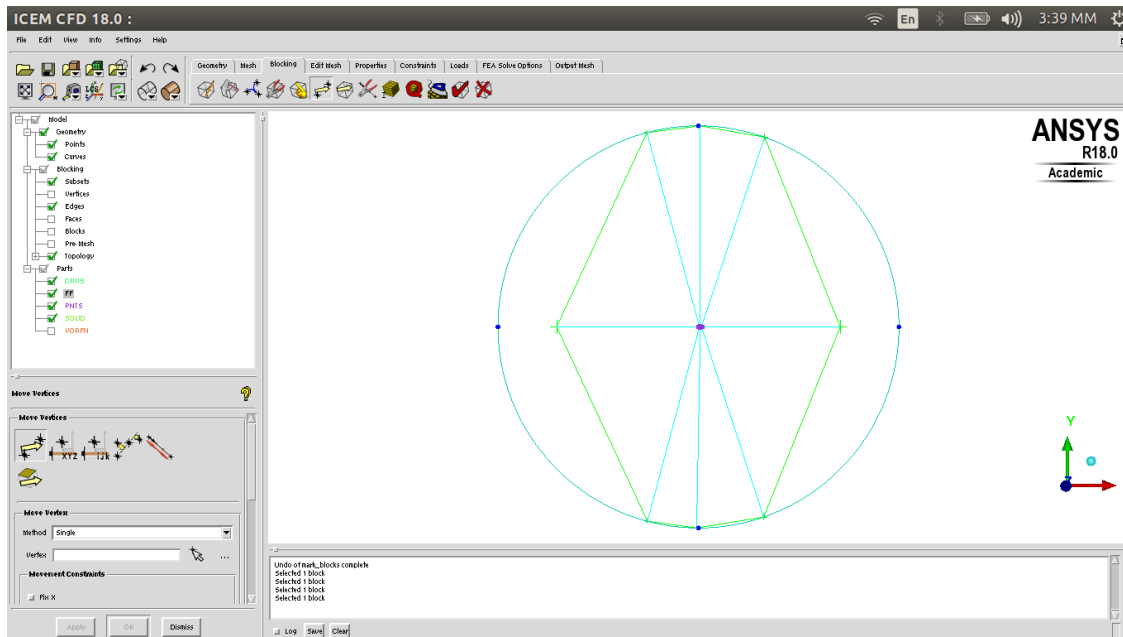 ICEM CFD 18.0 :
En
3:39 MM
File Edit View Info Settings Help
Geometry Mesh Blocking Edit Mesh Properties Constraints Loads FEA Solve Options Output Mesh
LCS
Model
Geometry
Points
Curves
Blocking
Subsets
Vertices
Edges
Faces
Blocks
Pre-Mesh
Topology
Parts
CRVS
FF
PNTS
SOLID
VORFN
ANSYS
R18.0
Academic
Y
Move Vertices
Move Vertices
XYZ
IJk
Move Vertex
Method Single
Vertex
...
Movement Constraints
Fix X
Apply OK Dismiss
Undo of mark_blocks complete
Selected 1 block
Selected 1 block
Selected 1 block
Selected 1 block
Log Save Clear